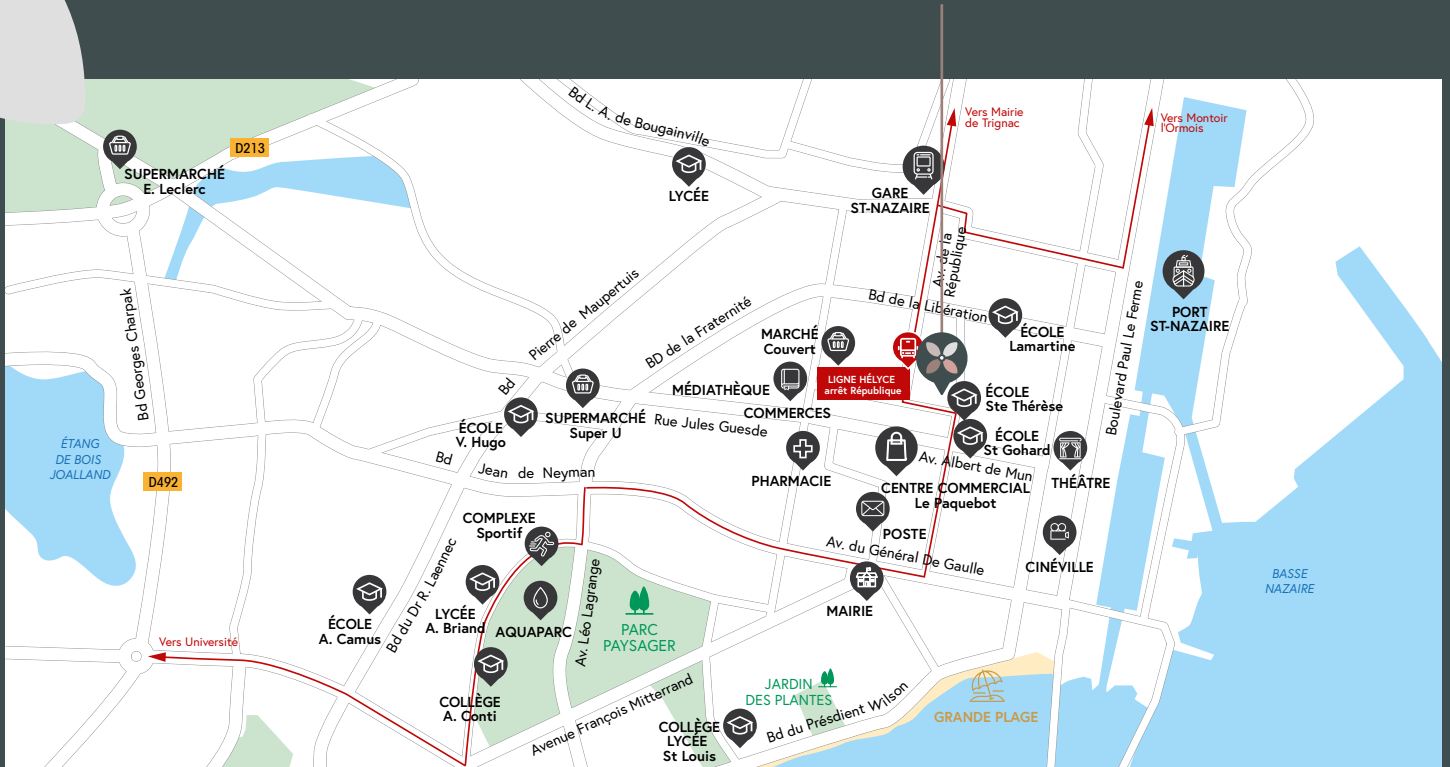 Bd L. A. de Bougainville
Vers Mairie
de Trignac
Vers Montoir
l'Ormois
D213
SUPERMARCHÉ
E. Leclerc
LYCÉE
GARE
ST-NAZAIRE
Av. de la
République
Bd Georges Charpak
Pierre de Maupertuis
Bd
BD de la Fraternité
Bd de la Libération
PORT
ST-NAZAIRE
Boulevard Paul Le Ferme
MARCHÉ
Couvert
ÉCOLE
Lamartine
LIGNE HÉLYCE
arrêt République
MÉDIATHÈQUE
COMMERCES
ÉCOLE
Ste Thérèse
SUPERMARCHÉ
Super U
Rue Jules Guesde
ÉCOLE
V. Hugo
ÉCOLE
St Gohard
ÉTANG
DE BOIS
JOALLAND
Bd
Jean de Neyman
Av. Albert de Mun
D492
PHARMACIE
CENTRE COMMERCIAL
Le Paquebot
THÉÂTRE
COMPLEXE
Sportif
POSTE
Av. du Général De Gaulle
CINÉVILLE
BASSE
NAZAIRE
Bd du Dr R. Laennec
Av. Léo Lagrange
LYCÉE
A. Briand
AQUAPARC
MAIRIE
ÉCOLE
A. Camus
PARC
PAYSAGER
Vers Université
COLLÈGE
A. Conti
Avenue François Mitterrand
JARDIN
DES PLANTES
Bd du Présdient Wilson
GRANDE PLAGE
COLLÈGE
LYCÉE
St Louis